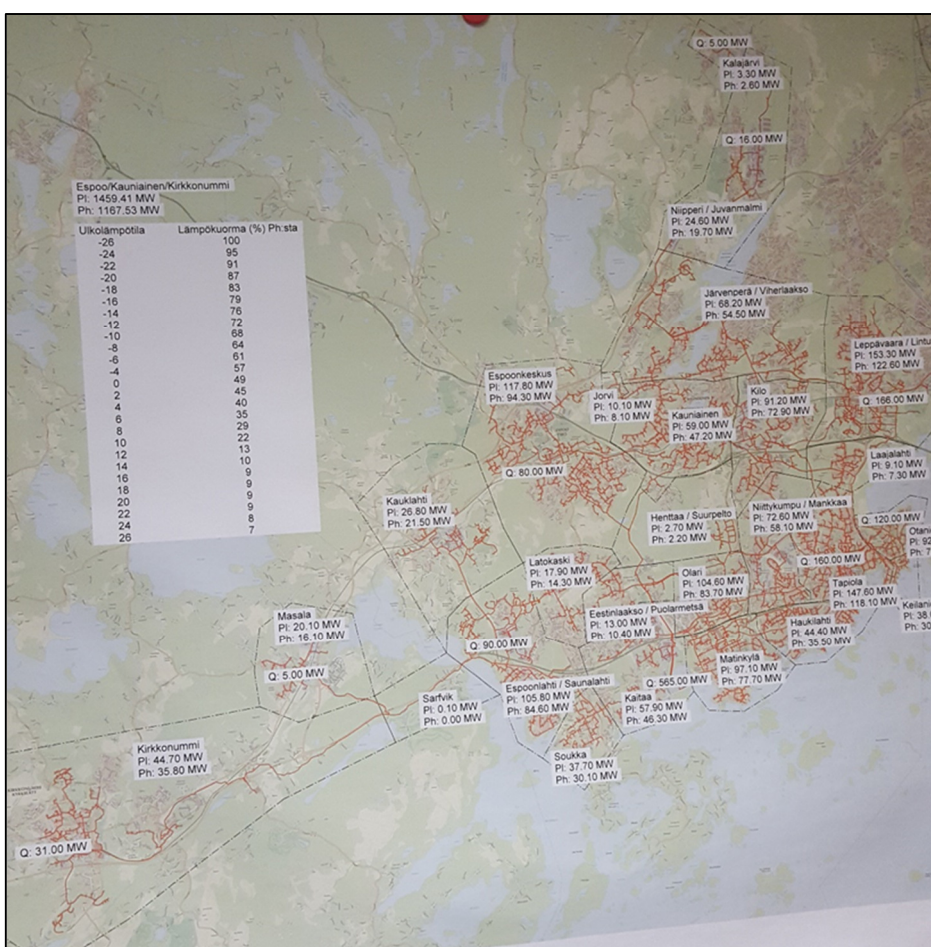 Q: 5.00 MW
Kalajärvi
Pl: 3.30 MW
Ph: 2.60 MW
Q: 16.00 MW
Espoo/Kauniainen/Kirkkonummi
Pl: 1459.41 MW
Ph: 1167.53 MW
Ulkolämpötila Lämpökuorma (%) Ph:sta
-26 100
-24 95
-22 91
-20 87
-18 83
-16 79
-14 76
-12 72
-10 68
-8 64
-6 61
-4 57
0 49
2 45
4 40
6 35
8 29
10 22
12 13
14 10
16 9
18 9
20 9
22 9
24 8
26 7
Niipperi / Juvanmalmi
Pl: 24.60 MW
Ph: 19.70 MW
Järvenperä / Viherlaakso
Pl: 68.20 MW
Ph: 54.50 MW
Leppävaara / Lintu
Pl: 153.30 MW
Ph: 122.60 MW
Q: 166.00 MW
Espoonkeskus
Pl: 117.80 MW
Ph: 94.30 MW
Jorvi
Pl: 10.10 MW
Ph: 8.10 MW
Kauniainen
Pl: 59.00 MW
Ph: 47.20 MW
Kilo
Pl: 91.20 MW
Ph: 72.90 MW
Q: 80.00 MW
Laajalahti
Pl: 9.10 MW
Ph: 7.30 MW
Kauklahti
Pl: 26.80 MW
Ph: 21.50 MW
Henttaa / Suurpelto
Pl: 2.70 MW
Ph: 2.20 MW
Niittykumpu / Mankkaa
Pl: 72.60 MW
Ph: 58.10 MW
Q: 120.00 MW
Otani
Pl: 92
Ph: 7
Q: 160.00 MW
Latokaski
Pl: 17.90 MW
Ph: 14.30 MW
Olari
Pl: 104.60 MW
Ph: 83.70 MW
Tapiola
Pl: 147.60 MW
Ph: 118.10 MW
Keilani
Pl: 38.
Ph: 30
Eestinlaakso / Puolarmetsä
Pl: 13.00 MW
Ph: 10.40 MW
Haukilahti
Pl: 44.40 MW
Ph: 35.50 MW
Masala
Pl: 20.10 MW
Ph: 16.10 MW
Q: 5.00 MW
Q: 90.00 MW
Matinkylä
Pl: 97.10 MW
Ph: 77.70 MW
Q: 565.00 MW
Espoonlahti / Saunalahti
Pl: 105.80 MW
Ph: 84.60 MW
Kaitaa
Pl: 57.90 MW
Ph: 46.30 MW
Sarfvik
Pl: 0.10 MW
Ph: 0.00 MW
Soukka
Pl: 37.70 MW
Ph: 30.10 MW
Kirkkonummi
Pl: 44.70 MW
Ph: 35.80 MW
Q: 31.00 MW